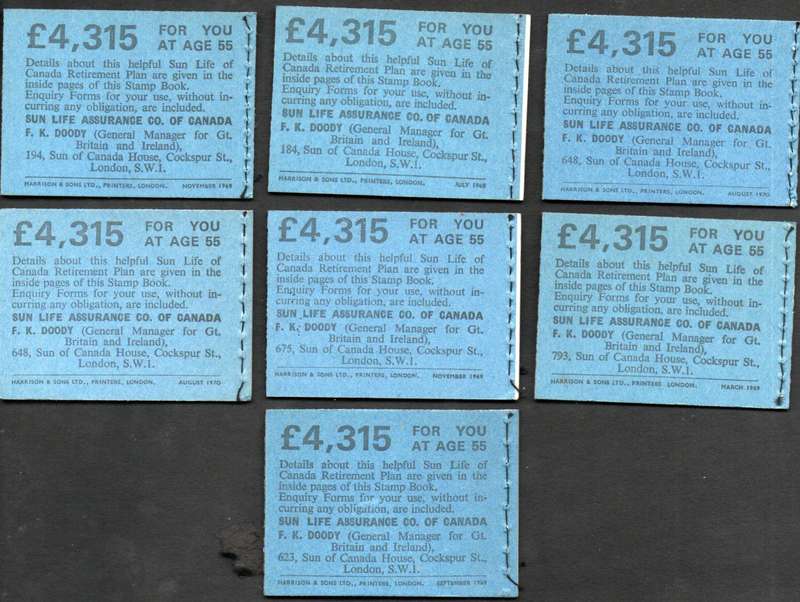 £4,315 FOR YOU
AT AGE 55
Details about this helpful Sun Life of
Canada Retirement Plan are given in the
inside pages of this Stamp Book.
Enquiry Forms for your use, without in-
curring any obligation, are included.
SUN LIFE ASSURANCE CO. OF CANADA
F. K. DOODY (General Manager for Gt.
Britain and Ireland),
194, Sun of Canada House, Cockspur St.,
London, S.W.1.
HARRISON & SONS LTD., PRINTERS, LONDON. NOVEMBER 1968
£4,315 FOR YOU
AT AGE 55
Details about this helpful Sun Life of
Canada Retirement Plan are given in the
inside pages of this Stamp Book.
Enquiry Forms for your use, without in-
curring any obligation, are included.
SUN LIFE ASSURANCE CO. OF CANADA
F. K. DOODY (General Manager for Gt.
Britain and Ireland),
184, Sun of Canada House, Cockspur St.,
London, S.W.1.
HARRISON & SONS LTD., PRINTERS, LONDON. JULY 1968
£4,315 FOR YOU
AT AGE 55
Details about this helpful Sun Life of
Canada Retirement Plan are given in the
inside pages of this Stamp Book.
Enquiry Forms for your use, without in-
curring any obligation, are included.
SUN LIFE ASSURANCE CO. OF CANADA
F. K. DOODY (General Manager for Gt.
Britain and Ireland),
648, Sun of Canada House, Cockspur St.,
London, S.W.1.
HARRISON & SONS LTD., PRINTERS, LONDON. AUGUST 1970
£4,315 FOR YOU
AT AGE 55
Details about this helpful Sun Life of
Canada Retirement Plan are given in the
inside pages of this Stamp Book.
Enquiry Forms for your use, without in-
curring any obligation, are included.
SUN LIFE ASSURANCE CO. OF CANADA
F. K. DOODY (General Manager for Gt.
Britain and Ireland),
648, Sun of Canada House, Cockspur St.,
London, S.W.1.
HARRISON & SONS LTD., PRINTERS, LONDON. AUGUST 1970
£4,315 FOR YOU
AT AGE 55
Details about this helpful Sun Life of
Canada Retirement Plan are given in the
inside pages of this Stamp Book.
Enquiry Forms for your use, without in-
curring any obligation, are included.
SUN LIFE ASSURANCE CO. OF CANADA
F. K. DOODY (General Manager for Gt.
Britain and Ireland),
675, Sun of Canada House, Cockspur St.,
London, S.W.1.
HARRISON & SONS LTD., PRINTERS, LONDON. NOVEMBER 1969
£4,315 FOR YOU
AT AGE 55
Details about this helpful Sun Life of
Canada Retirement Plan are given in the
inside pages of this Stamp Book.
Enquiry Forms for your use, without in-
curring any obligation, are included.
SUN LIFE ASSURANCE CO. OF CANADA
F. K. DOODY (General Manager for Gt.
Britain and Ireland),
793, Sun of Canada House, Cockspur St.,
London, S.W.1.
HARRISON & SONS LTD., PRINTERS, LONDON. MARCH 1969
£4,315 FOR YOU
AT AGE 55
Details about this helpful Sun Life of
Canada Retirement Plan are given in the
inside pages of this Stamp Book.
Enquiry Forms for your use, without in-
curring any obligation, are included.
SUN LIFE ASSURANCE CO. OF CANADA
F. K. DOODY (General Manager for Gt.
Britain and Ireland),
623, Sun of Canada House, Cockspur St.,
London, S.W.1.
HARRISON & SONS LTD., PRINTERS, LONDON. SEPTEMBER 1969